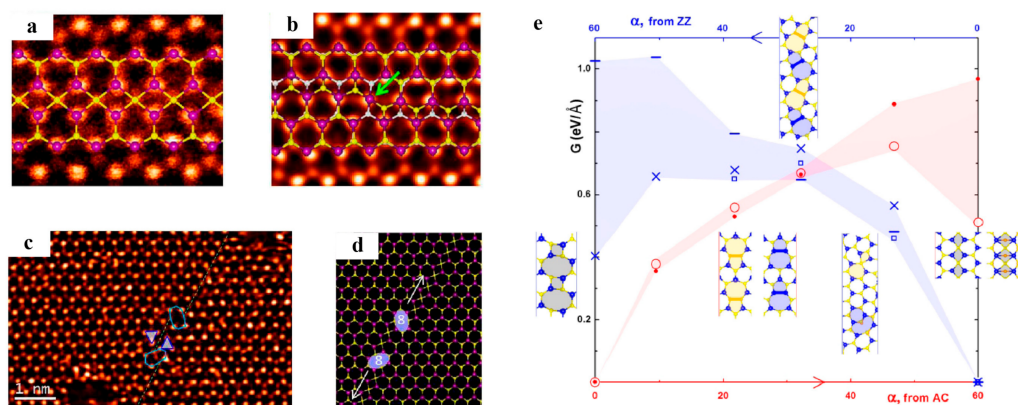 a
b
c
1 nm
d
8
8
e
α, from ZZ
60 40 20 0
G (eV/Å)
1.0
0.6
0.2
0 20 40 60
α, from AC